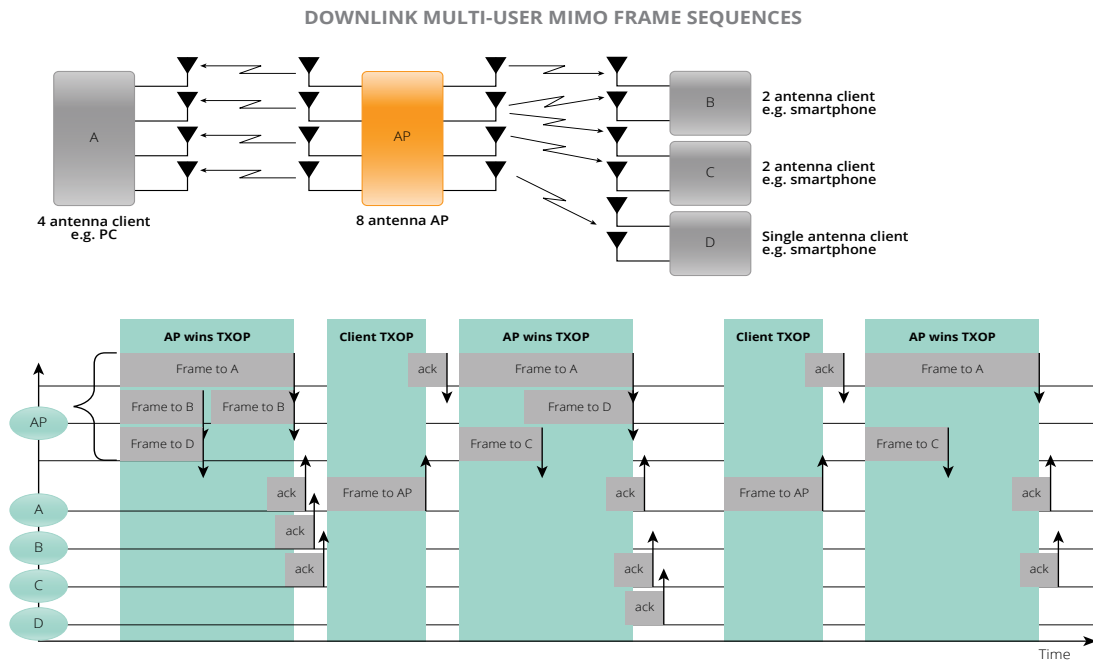 DOWNLINK MULTI-USER MIMO FRAME SEQUENCES
A
AP
B
2 antenna client
e.g. smartphone
C
2 antenna client
e.g. smartphone
D
Single antenna client
e.g. smartphone
4 antenna client
e.g. PC
8 antenna AP
AP wins TXOP
Client TXOP
AP wins TXOP
Client TXOP
AP wins TXOP
Frame to A
ack
Frame to A
ack
Frame to A
AP
Frame to B
Frame to B
Frame to D
Frame to D
Frame to C
Frame to C
A
ack
Frame to AP
ack
Frame to AP
ack
B
ack
C
ack
ack
ack
D
ack
Time